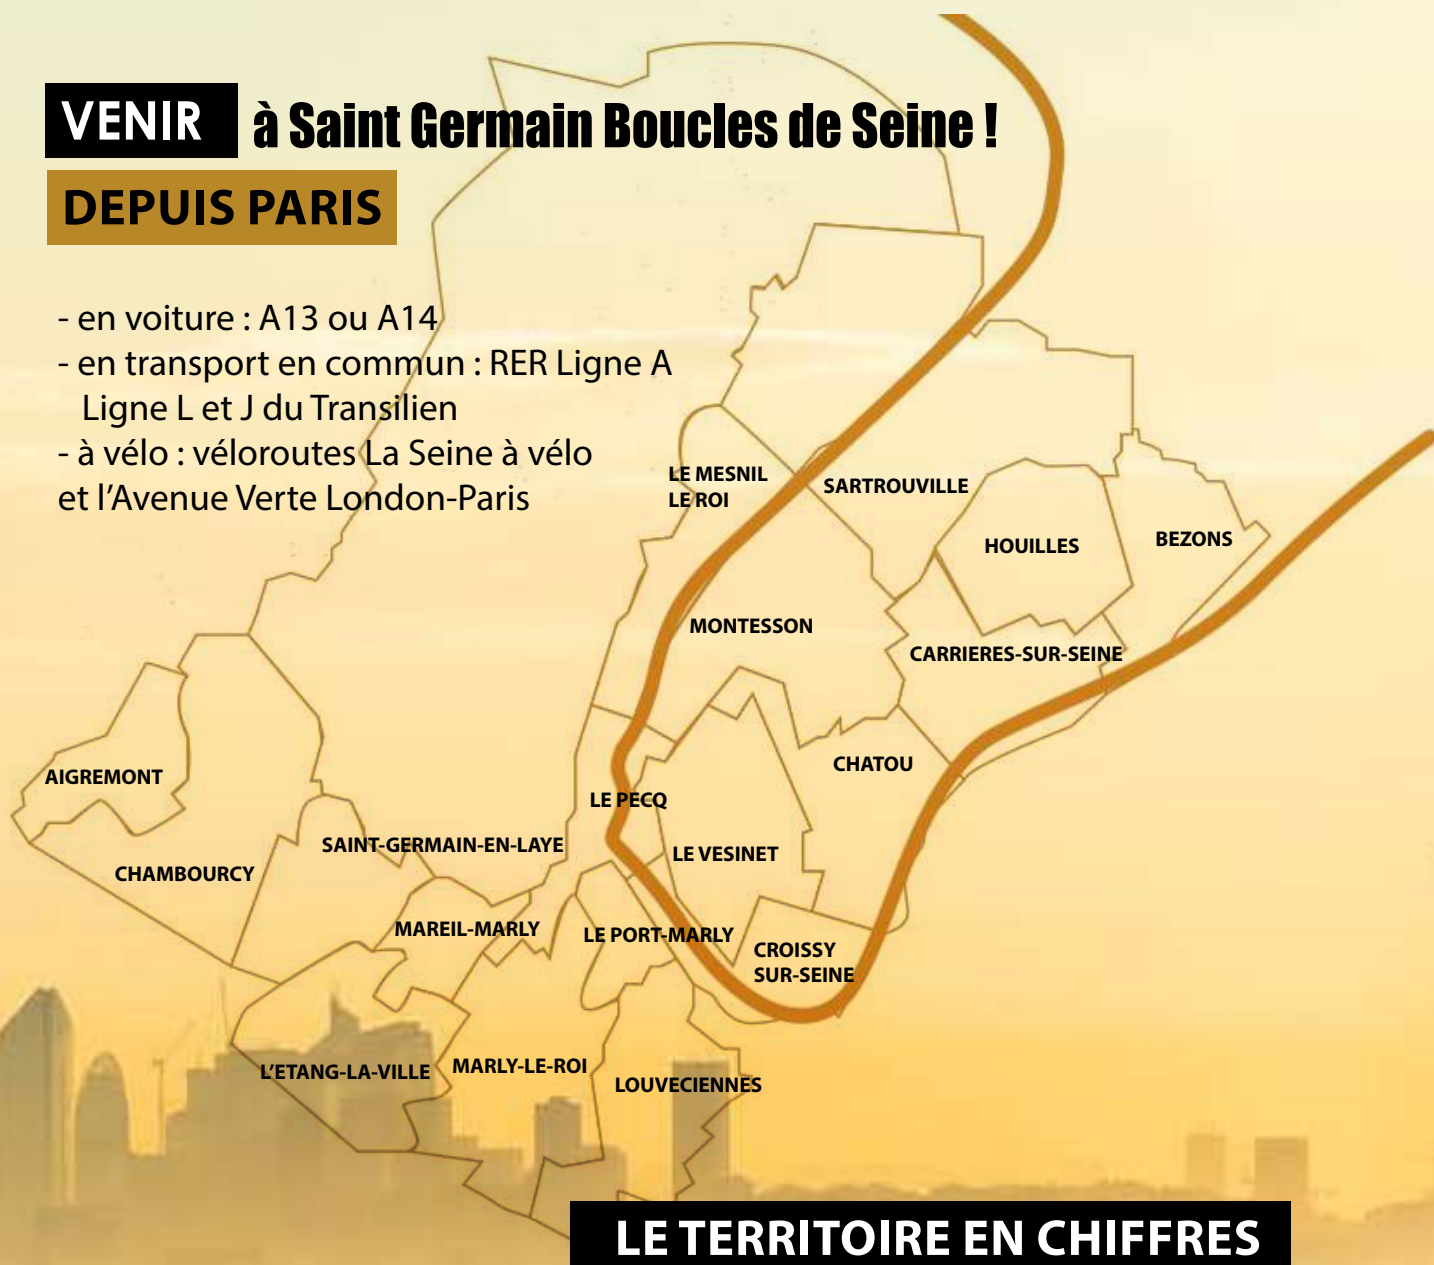 VENIR à Saint Germain Boucles de Seine !
DEPUIS PARIS
- en voiture : A13 ou A14
- en transport en commun : RER Ligne A
Ligne L et J du Transilien
- à vélo : véloroutes La Seine à vélo
et l'Avenue Verte London-Paris
LE MESNIL
LE ROI
SARTROUVILLE
HOUILLES
BEZONS
MONTESSON
CARRIERES-SUR-SEINE
AIGREMONT
CHATOU
LE PECQ
SAINT-GERMAIN-EN-LAYE
LE VESINET
CHAMBOURCY
MAREIL-MARLY
LE PORT-MARLY
CROISSY
SUR-SEINE
L'ETANG-LA-VILLE
MARLY-LE-ROI
LOUVECIENNES
LE TERRITOIRE EN CHIFFRES